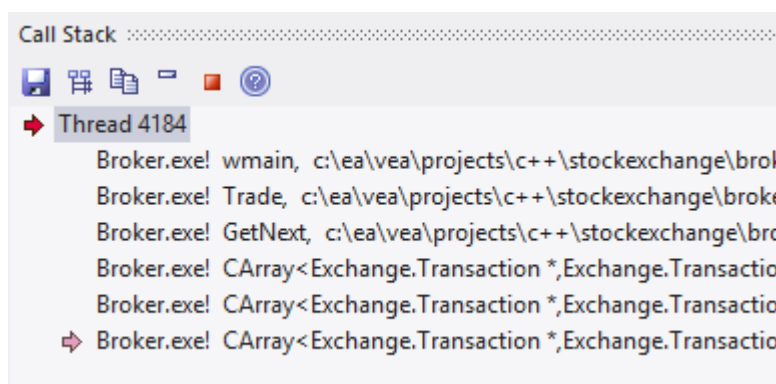 Call Stack
Thread 4184
Broker.exe! wmain, c:\ea\vea\projects\c++\stockexchange\brok
Broker.exe! Trade, c:\ea\vea\projects\c++\stockexchange\broke
Broker.exe! GetNext, c:\ea\vea\projects\c++\stockexchange\bro
Broker.exe! CArray<Exchange.Transaction *,Exchange.Transactio
Broker.exe! CArray<Exchange.Transaction *,Exchange.Transactio
Broker.exe! CArray<Exchange.Transaction *,Exchange.Transactio